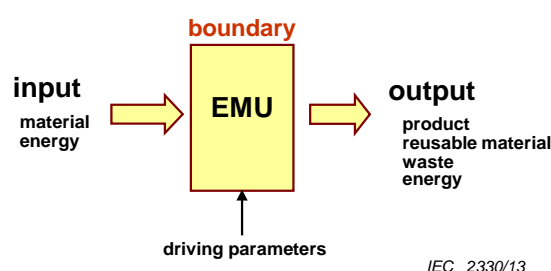 boundary
input
material
energy
EMU
output
product
reusable material
waste
energy
driving parameters
IEC 2330/13